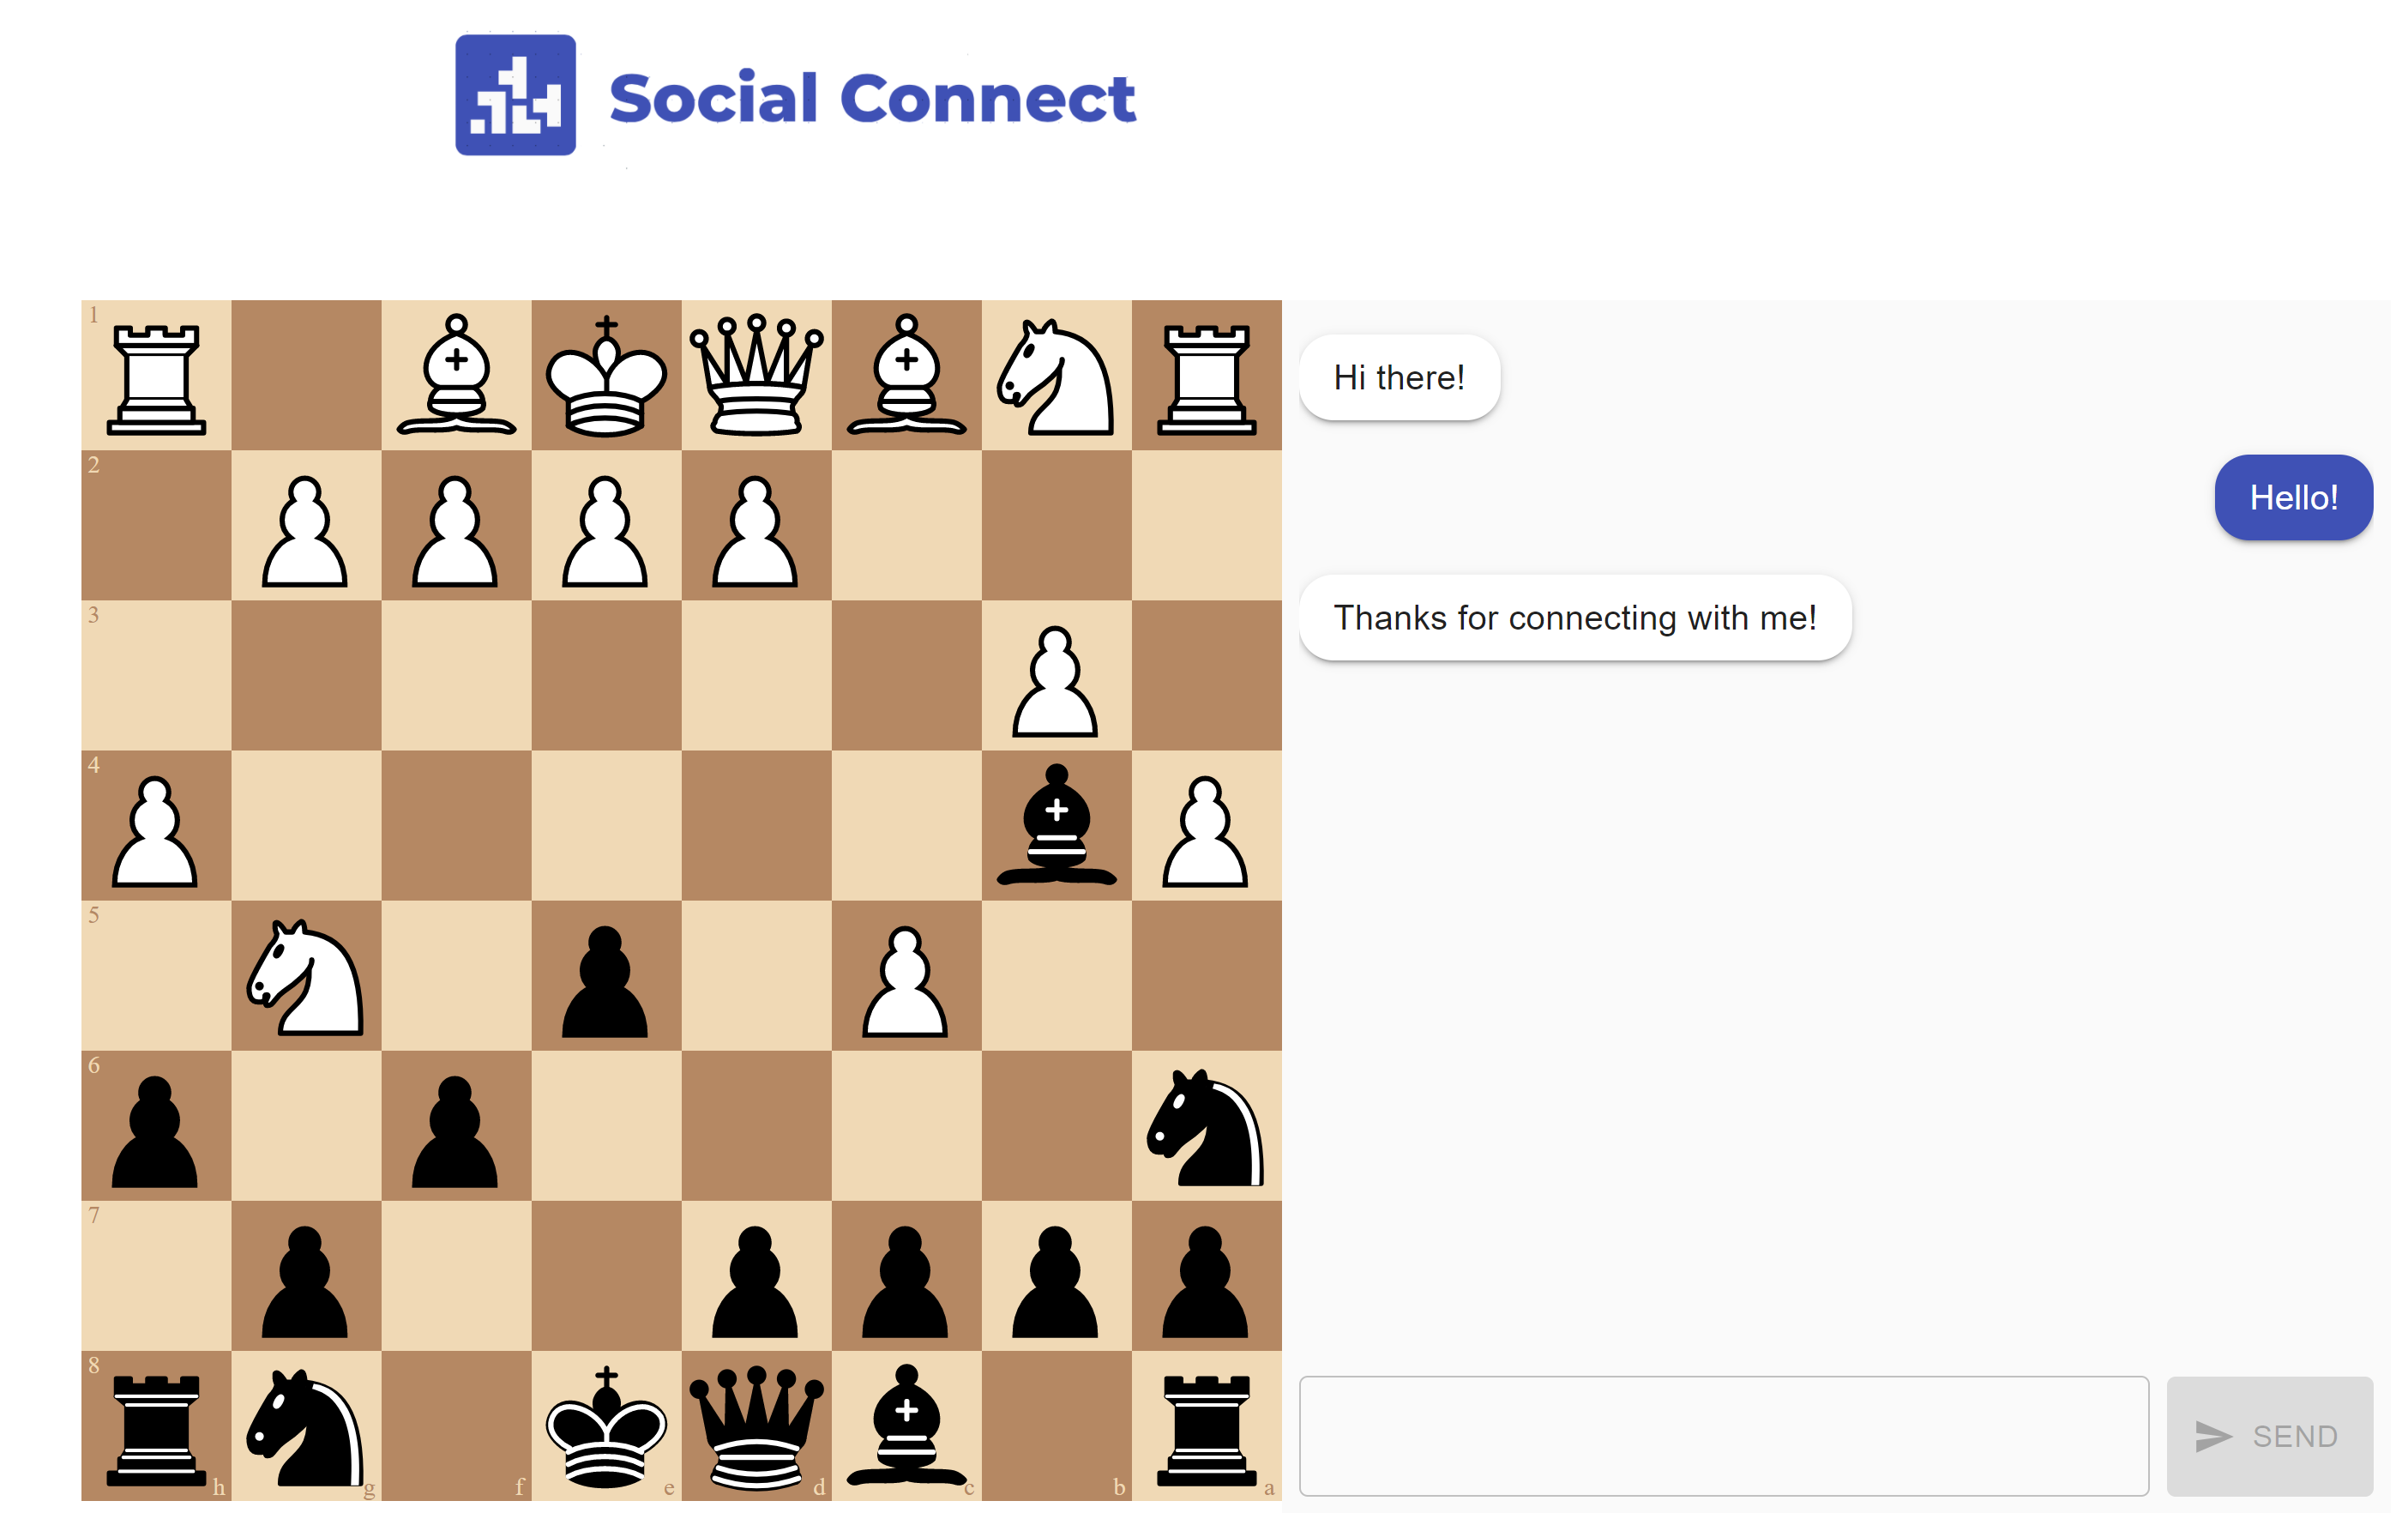 Social Connect
1
Hi there!
2
Hello!
3
Thanks for connecting with me!
4
5
6
7
8
h g f e d c b a
SEND